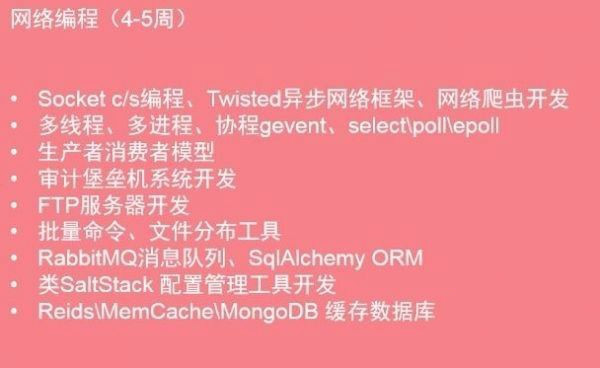 网络编程（4-5周）
• Socket c/s编程、Twisted异步网络框架、网络爬虫开发
• 多线程、多进程、协程gevent、select\poll\epoll
• 生产者消费者模型
• 审计堡垒机系统开发
• FTP服务器开发
• 批量命令、文件分布工具
• RabbitMQ消息队列、SqlAlchemy ORM
• 类SaltStack 配置管理工具开发
• Reids\MemCache\MongoDB 缓存数据库